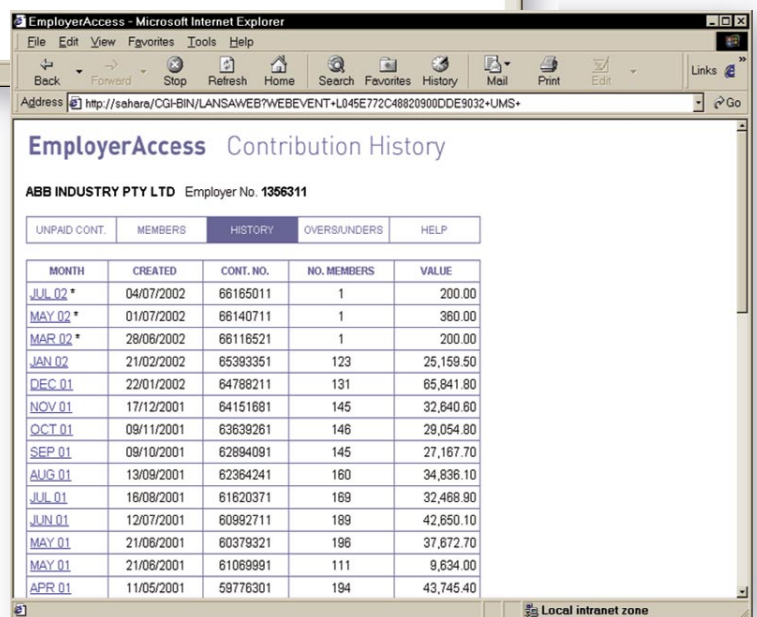 EmployerAccess - Microsoft Internet Explorer
File Edit View Favorites Tools Help
Back Forward Stop Refresh Home Search Favorites History Mail Print Edit Links »
Address http://sahara/CGI-BIN/LANSAWEB?WEBEVENT+L045E772C48820900DDE9032+UMS+ Go
EmployerAccess Contribution History
ABB INDUSTRY PTY LTD Employer No. 1356311
UNPAID CONT. MEMBERS HISTORY OVERS/UNDERS HELP
MONTH CREATED CONT. NO. NO. MEMBERS VALUE
JUL 02 * 04/07/2002 66165011 1 200.00
MAY 02 * 01/07/2002 66140711 1 360.00
MAR 02 * 28/06/2002 66116521 1 200.00
JAN 02 21/02/2002 65393351 123 25,159.50
DEC 01 22/01/2002 64788211 131 65,841.80
NOV 01 17/12/2001 64151681 145 32,640.60
OCT 01 09/11/2001 63639261 146 29,054.80
SEP 01 09/10/2001 62894091 145 27,167.70
AUG 01 13/09/2001 62364241 160 34,836.10
JUL 01 16/08/2001 61620371 169 32,468.90
JUN 01 12/07/2001 60992711 189 42,650.10
MAY 01 21/06/2001 60379321 196 37,672.70
MAY 01 21/06/2001 61069991 111 9,634.00
APR 01 11/05/2001 59776301 194 43,745.40
Local intranet zone